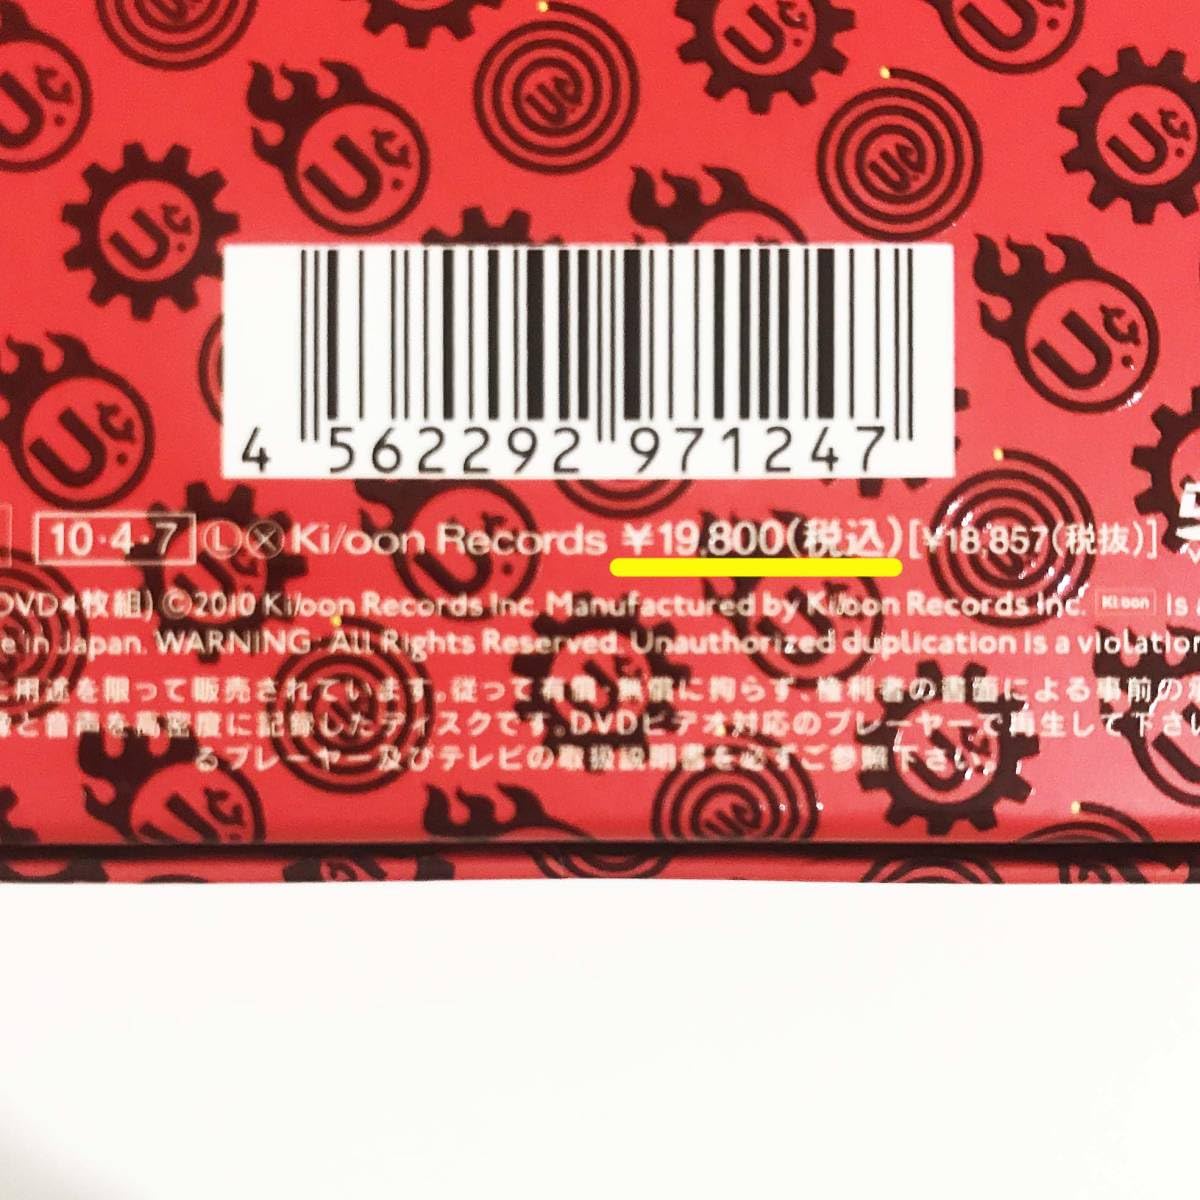 4 562292 971247
10・4・7 Ⓛ Ⓧ Ki/oon Records ¥19,800(税込)[¥18,857(税抜)]
DVD4枚組) ©2010 Ki/oon Records Inc. Manufactured by Ki/oon Records Inc. Ki/oon is
e in Japan. WARNING: All Rights Reserved. Unauthorized duplication is a violation
用途を限って販売されています。従って有償・無償に拘らず、権利者の書面による事前の
と音声を高密度に記録したディスクです。DVDビデオ対応のプレーヤーで再生して下さい
るプレーヤー及びテレビの取扱説明書を必ずご参照下さい。